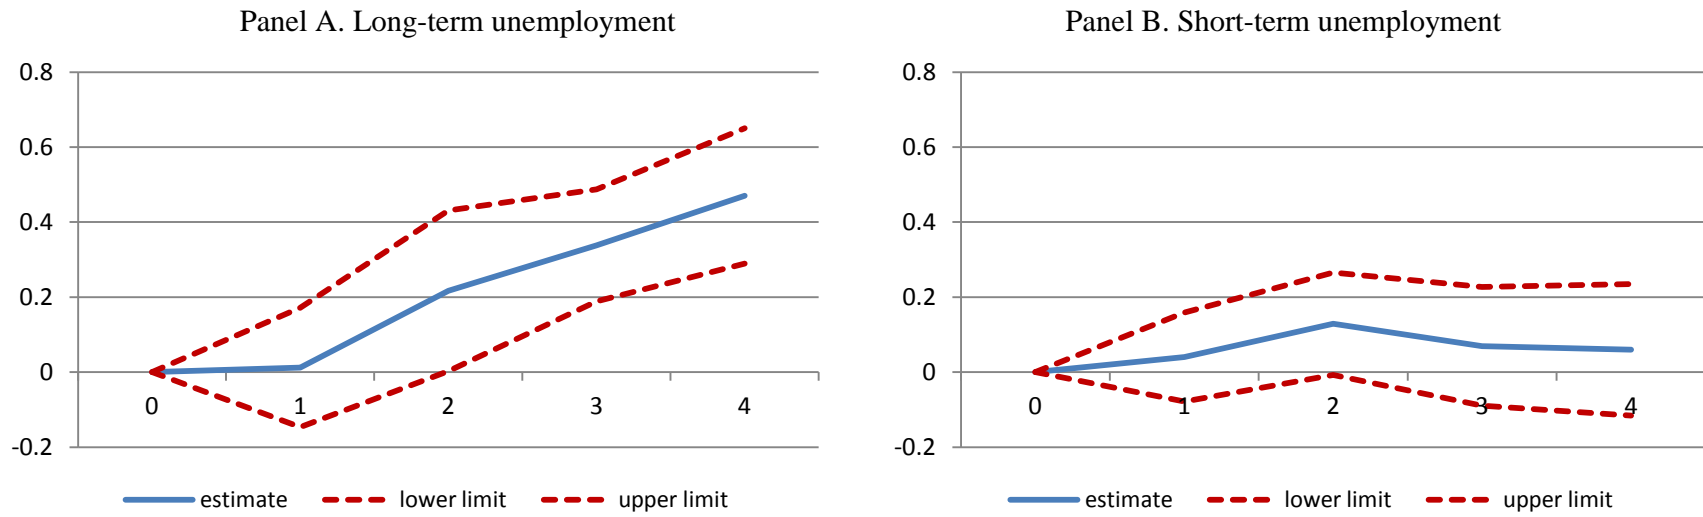 Panel A. Long-term unemployment
0.8
0.6
0.4
0.2
0
-0.2
0 1 2 3 4
estimate lower limit upper limit
Panel B. Short-term unemployment
0.8
0.6
0.4
0.2
0
-0.2
0 1 2 3 4
estimate lower limit upper limit